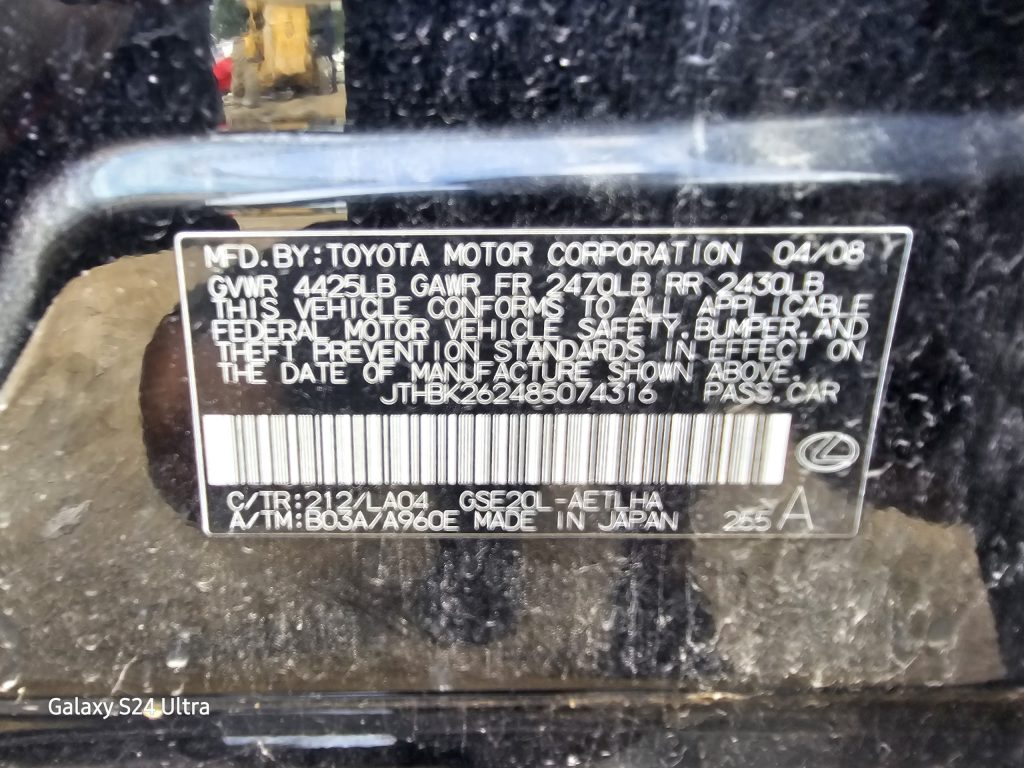 MFD.BY:TOYOTA MOTOR CORPORATION 04/08
GVWR 4425LB GAWR FR 2470LB RR 2430LB
THIS VEHICLE CONFORMS TO ALL APPLICABLE
FEDERAL MOTOR VEHICLE SAFETY,BUMPER,AND
THEFT PREVENTION STANDARDS IN EFFECT ON
THE DATE OF MANUFACTURE SHOWN ABOVE.
JTHBK262485074316 PASS.CAR
C/TR:212/LA04 GSE20L-AETLHA
A/TM:B03A/A960E MADE IN JAPAN 255 A
Galaxy S24 Ultra